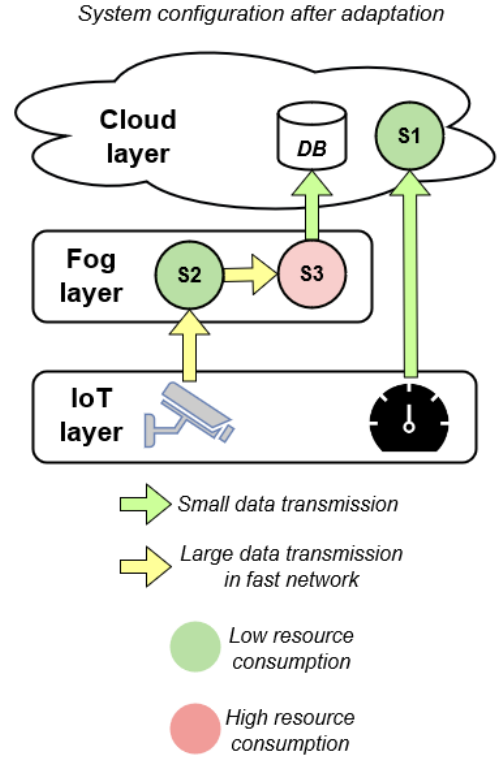 System configuration after adaptation
Cloud
layer
DB
S1
Fog
layer
S2
S3
IoT
layer
Small data transmission
Large data transmission
in fast network
Low resource
consumption
High resource
consumption